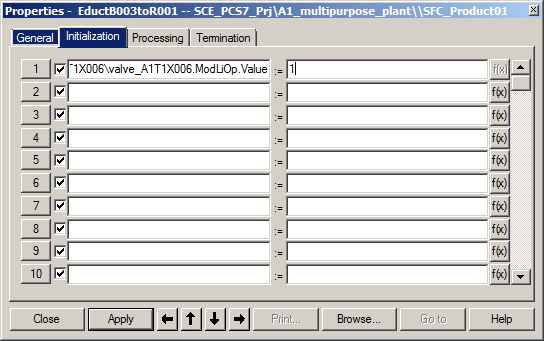 Properties - EductB003toR001 -- SCE_PCS7_Prj\A1_multipurpose_plant\\SFC_Product01
General Initialization Processing Termination
1 T1X006\valve_A1T1X006.ModLiOp.Value := 1 f(x)
2 := f(x)
3 := f(x)
4 := f(x)
5 := f(x)
6 := f(x)
7 := f(x)
8 := f(x)
9 := f(x)
10 := f(x)
Close Apply Print... Browse... Go to Help